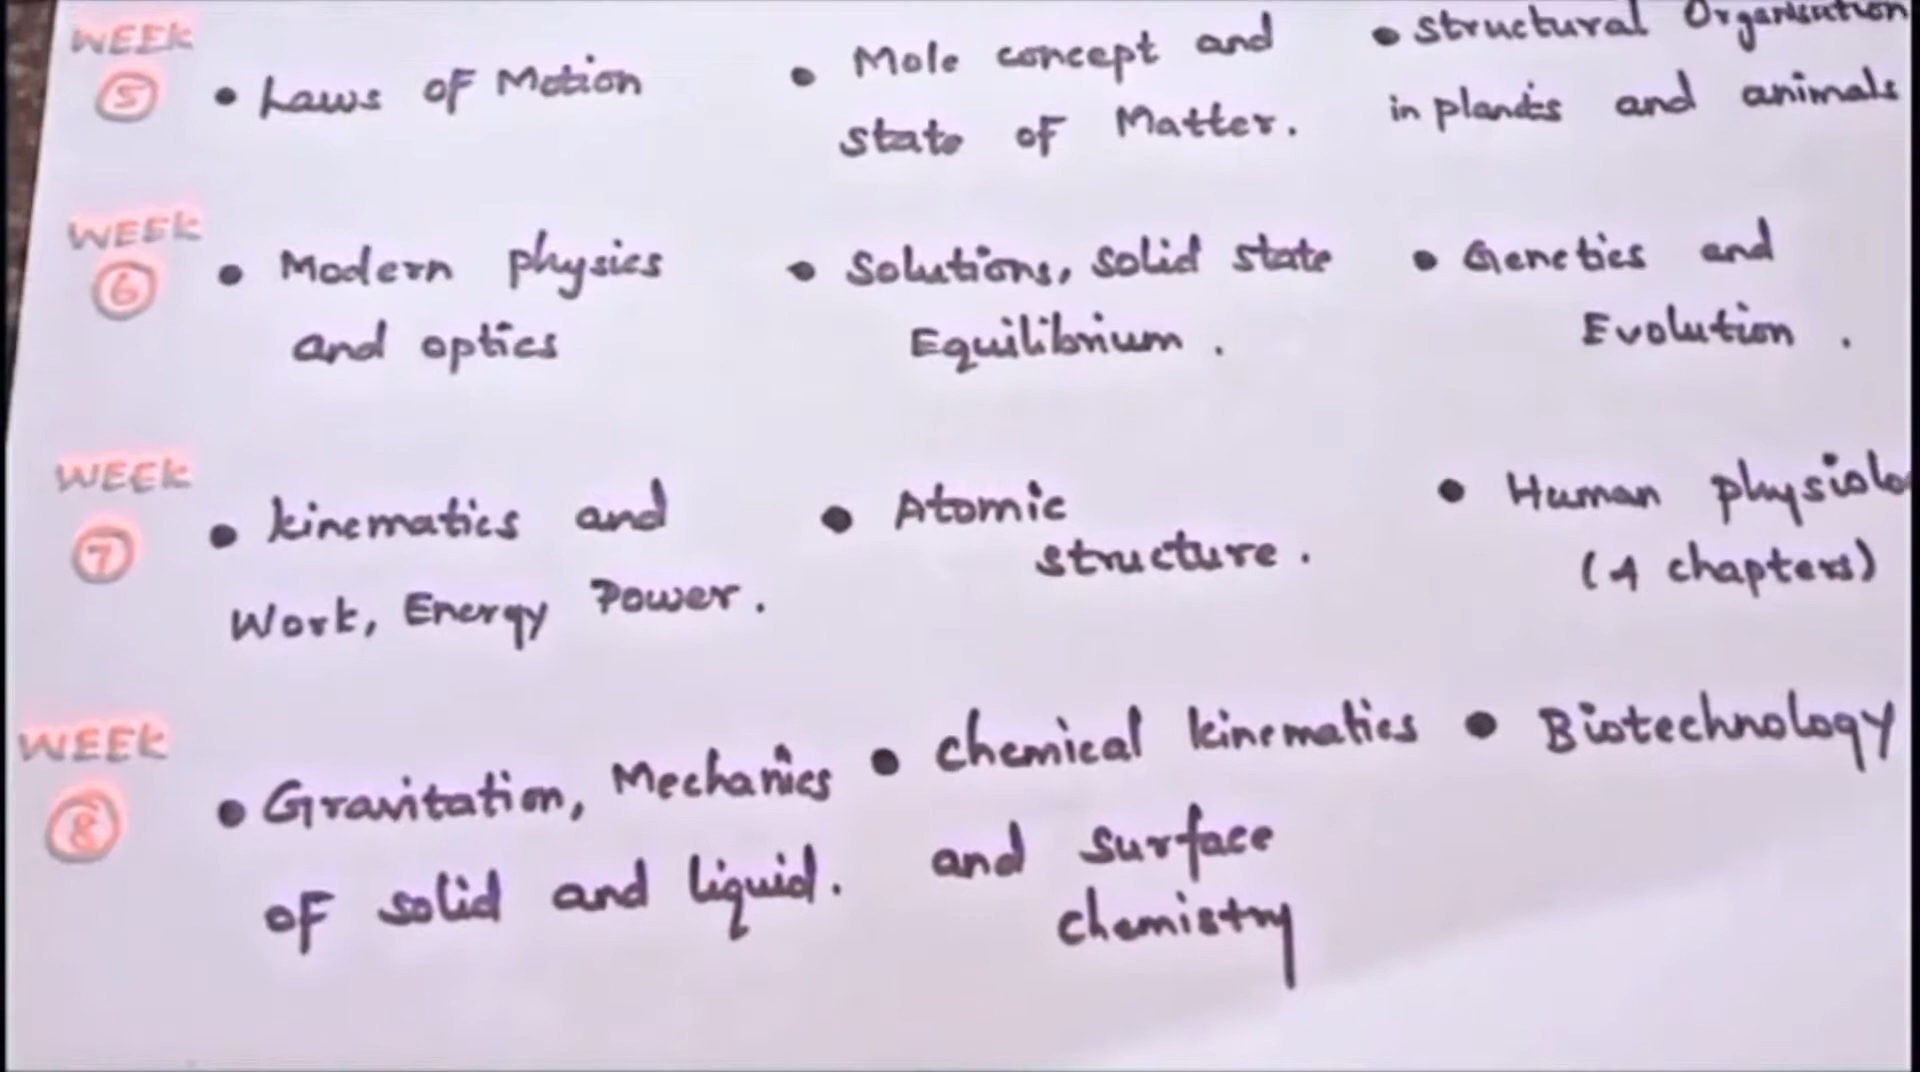 WEEK
5
• Laws of Motion
• Mole concept and
state of Matter.
• Structural Organisation
in plants and animals
WEEK
6
• Modern physics
and optics
• Solutions, solid state
Equilibrium.
• Genetics and
Evolution.
WEEK
7
• kinematics and
Work, Energy Power.
• Atomic
structure.
• Human physiolo
(4 chapters)
WEEK
8
• Gravitation, Mechanics
of solid and liquid.
• chemical kinematics
and surface
chemistry
• Biotechnology